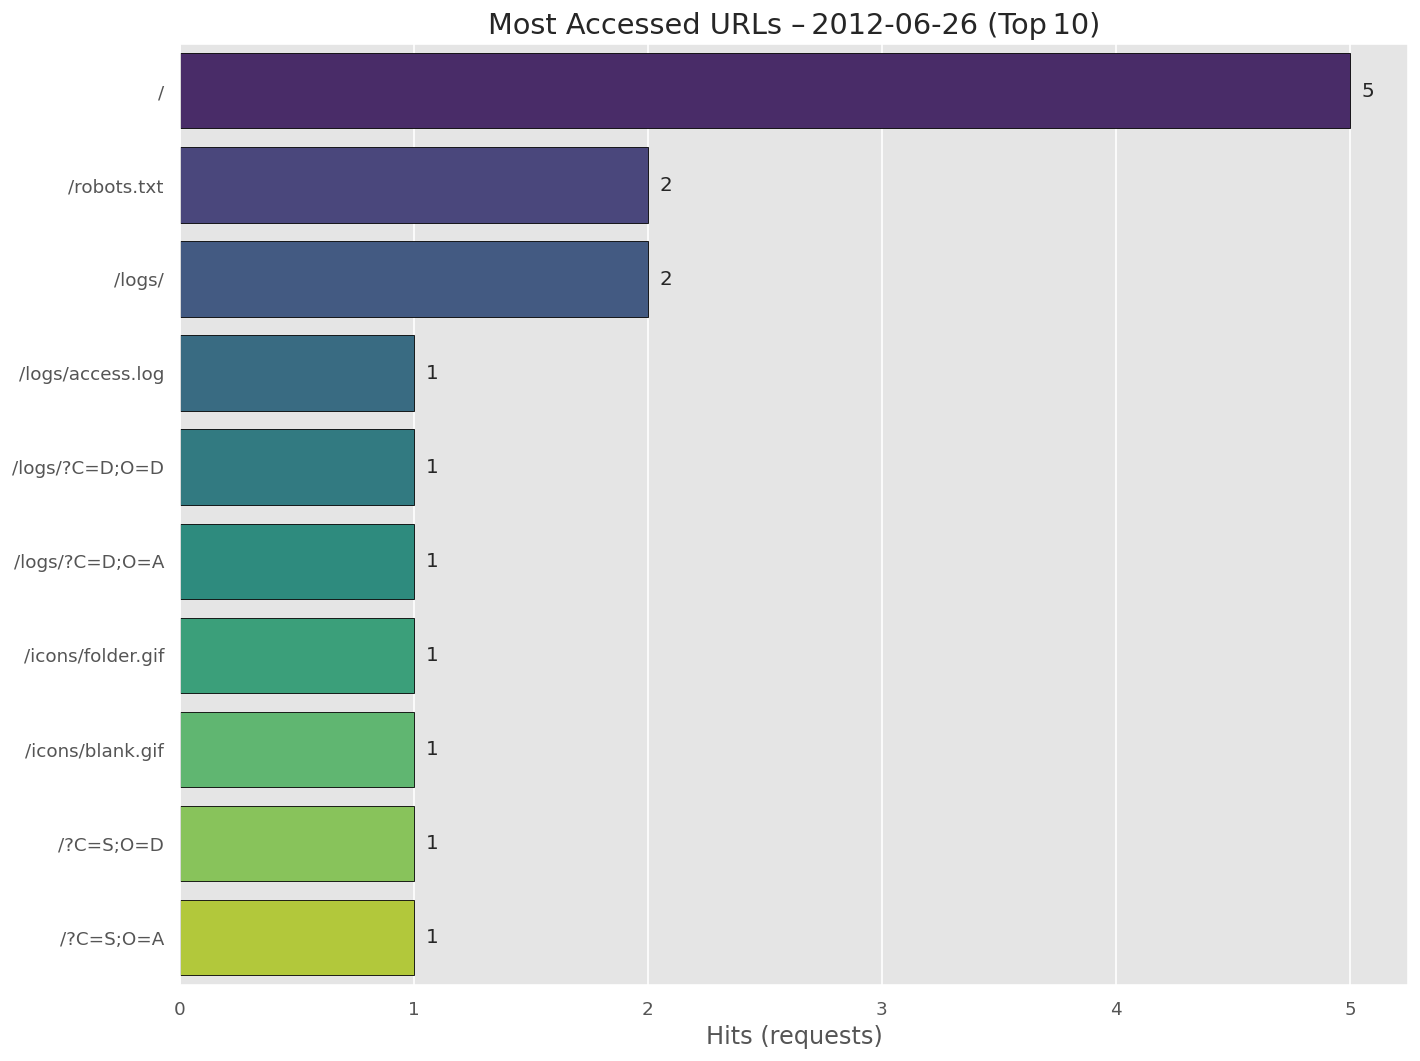 Most Accessed URLs – 2012-06-26 (Top 10)
/ 5
/robots.txt 2
/logs/ 2
/logs/access.log 1
/logs/?C=D;O=D 1
/logs/?C=D;O=A 1
/icons/folder.gif 1
/icons/blank.gif 1
/?C=S;O=D 1
/?C=S;O=A 1
0 1 2 3 4 5
Hits (requests)